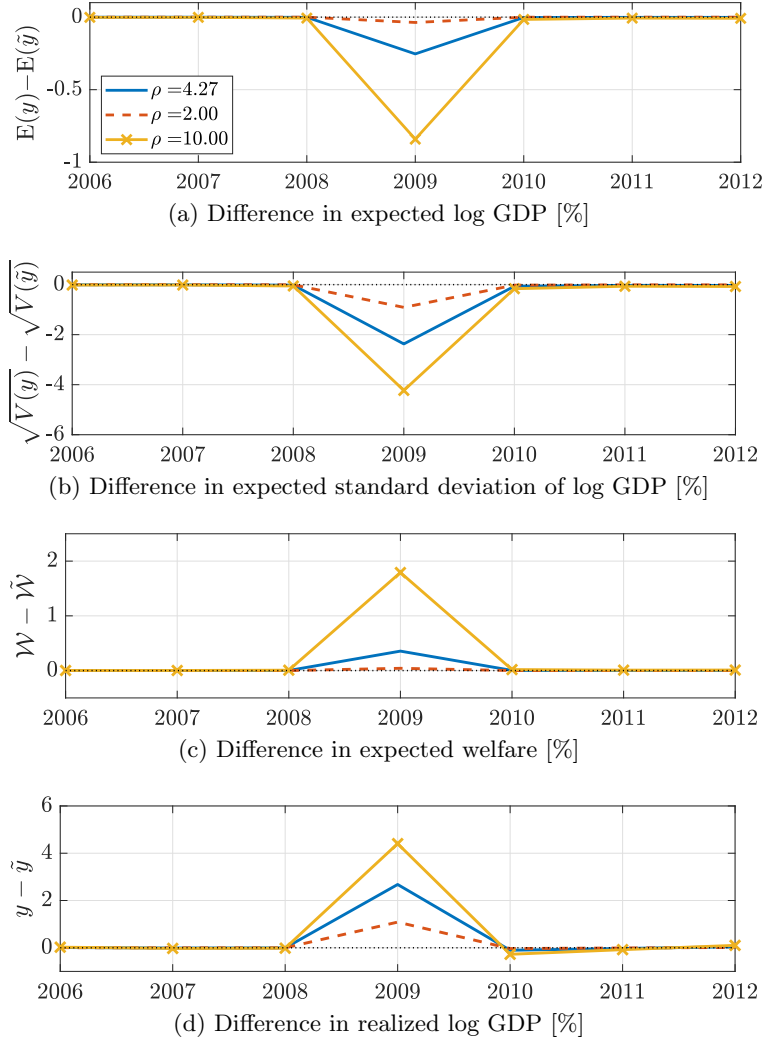 0
-0.5
-1
E(y)−E(ỹ)
ρ =4.27
ρ =2.00
ρ =10.00
2006 2007 2008 2009 2010 2011 2012
(a) Difference in expected log GDP [%]
0
-2
-4
-6
√V(y) − √V(ỹ)
2006 2007 2008 2009 2010 2011 2012
(b) Difference in expected standard deviation of log GDP [%]
2
1
0
𝒲 − 𝒲̃
2006 2007 2008 2009 2010 2011 2012
(c) Difference in expected welfare [%]
6
4
2
0
y − ỹ
2006 2007 2008 2009 2010 2011 2012
(d) Difference in realized log GDP [%]